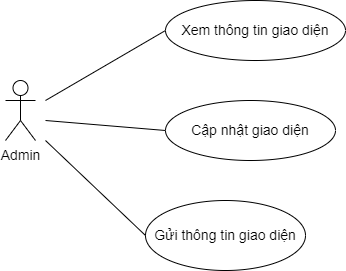 Xem thông tin giao diện
Cập nhật giao diện
Admin
Gửi thông tin giao diện